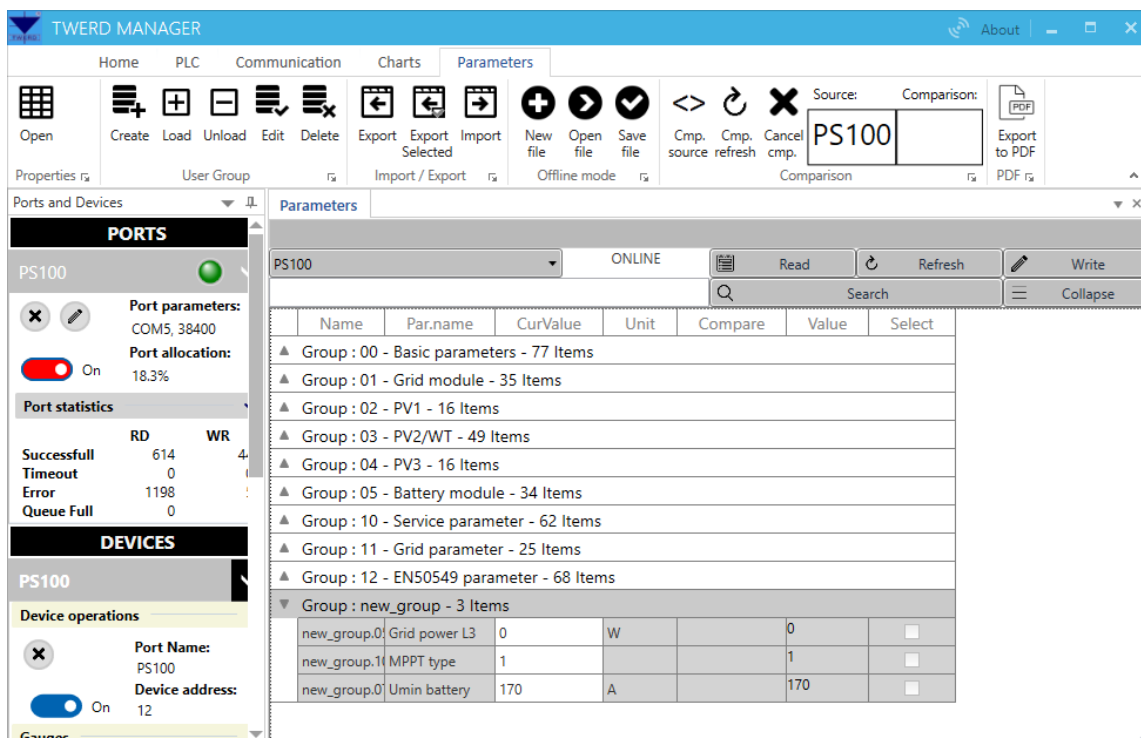 TWERD MANAGER
About
Home PLC Communication Charts Parameters
Open
Create Load Unload Edit Delete
Export Export Selected Import
New file Open file Save file
Cmp. source Cmp. refresh Cancel cmp.
Source: Comparison:
PS100
PDF
Export to PDF
Properties User Group Import / Export Offline mode Comparison PDF
Ports and Devices
PORTS
PS100
Port parameters:
COM5, 38400
Port allocation:
On 18.3%
Port statistics
RD WR
Successfull 614
Timeout 0
Error 1198
Queue Full 0
DEVICES
PS100
Device operations
Port Name:
PS100
Device address:
On 12
Gauges
Parameters
PS100 ONLINE Read Refresh Write
Search Collapse
Name Par.name CurValue Unit Compare Value Select
Group : 00 - Basic parameters - 77 Items
Group : 01 - Grid module - 35 Items
Group : 02 - PV1 - 16 Items
Group : 03 - PV2/WT - 49 Items
Group : 04 - PV3 - 16 Items
Group : 05 - Battery module - 34 Items
Group : 10 - Service parameter - 62 Items
Group : 11 - Grid parameter - 25 Items
Group : 12 - EN50549 parameter - 68 Items
Group : new_group - 3 Items
Grid power L3 0 W 0
MPPT type 1 1
Umin battery 170 A 170